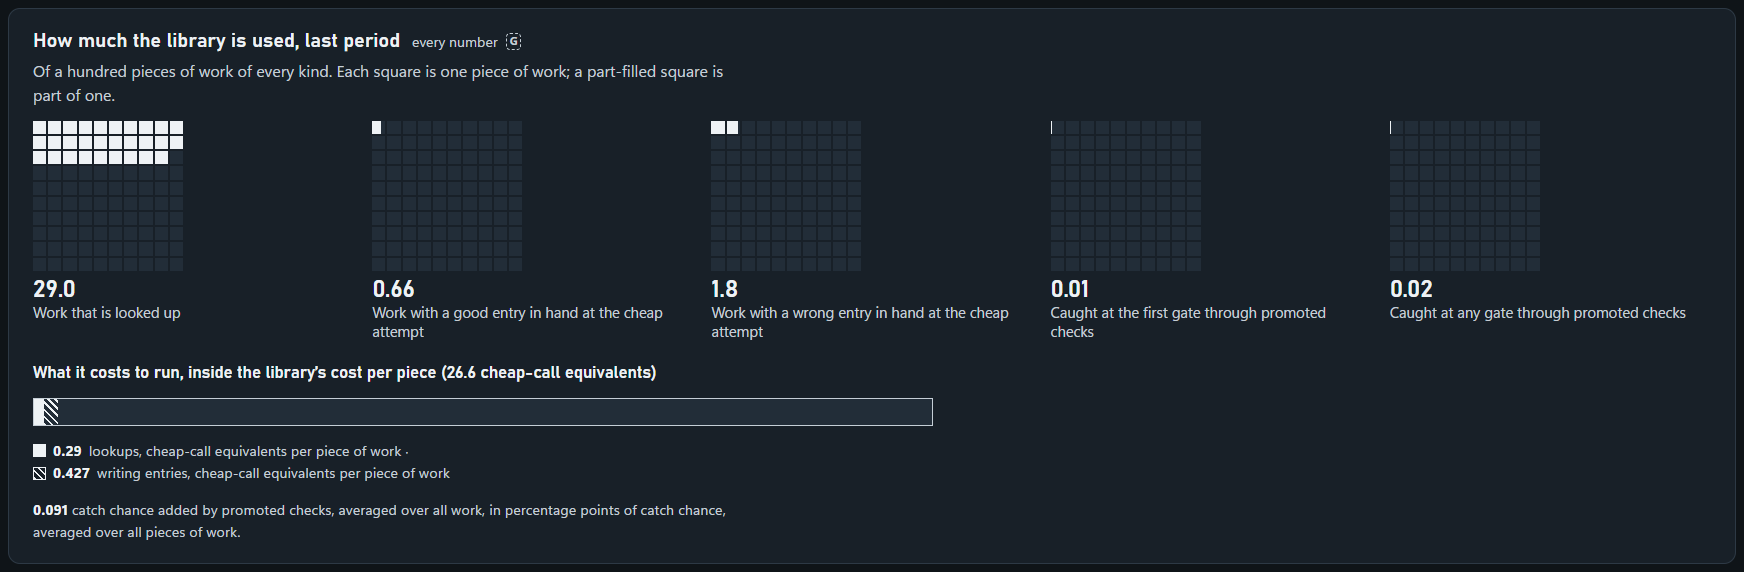 How much the library is used, last period every number G
Of a hundred pieces of work of every kind. Each square is one piece of work; a part-filled square is
part of one.
29.0
Work that is looked up
0.66
Work with a good entry in hand at the cheap
attempt
1.8
Work with a wrong entry in hand at the cheap
attempt
0.01
Caught at the first gate through promoted
checks
0.02
Caught at any gate through promoted checks
What it costs to run, inside the library’s cost per piece (26.6 cheap-call equivalents)
0.29 lookups, cheap-call equivalents per piece of work ·
0.427 writing entries, cheap-call equivalents per piece of work
0.091 catch chance added by promoted checks, averaged over all work, in percentage points of catch chance,
averaged over all pieces of work.